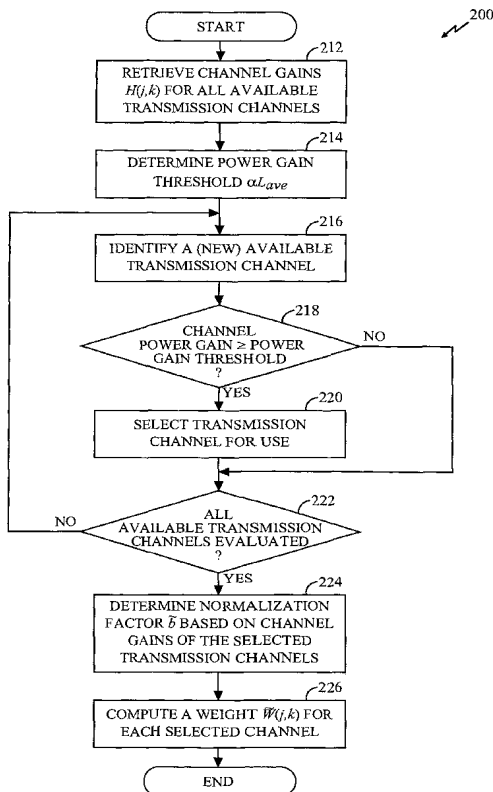 200
START
212
RETRIEVE CHANNEL GAINS
H(j,k) FOR ALL AVAILABLE
TRANSMISSION CHANNELS
214
DETERMINE POWER GAIN
THRESHOLD αLave
216
IDENTIFY A (NEW) AVAILABLE
TRANSMISSION CHANNEL
218
CHANNEL
POWER GAIN ≥ POWER
GAIN THRESHOLD
?
NO
YES
220
SELECT TRANSMISSION
CHANNEL FOR USE
222
ALL
AVAILABLE TRANSMISSION
CHANNELS EVALUATED
?
NO
YES
224
DETERMINE NORMALIZATION
FACTOR b̃ BASED ON CHANNEL
GAINS OF THE SELECTED
TRANSMISSION CHANNELS
226
COMPUTE A WEIGHT W̃(j,k) FOR
EACH SELECTED CHANNEL
END